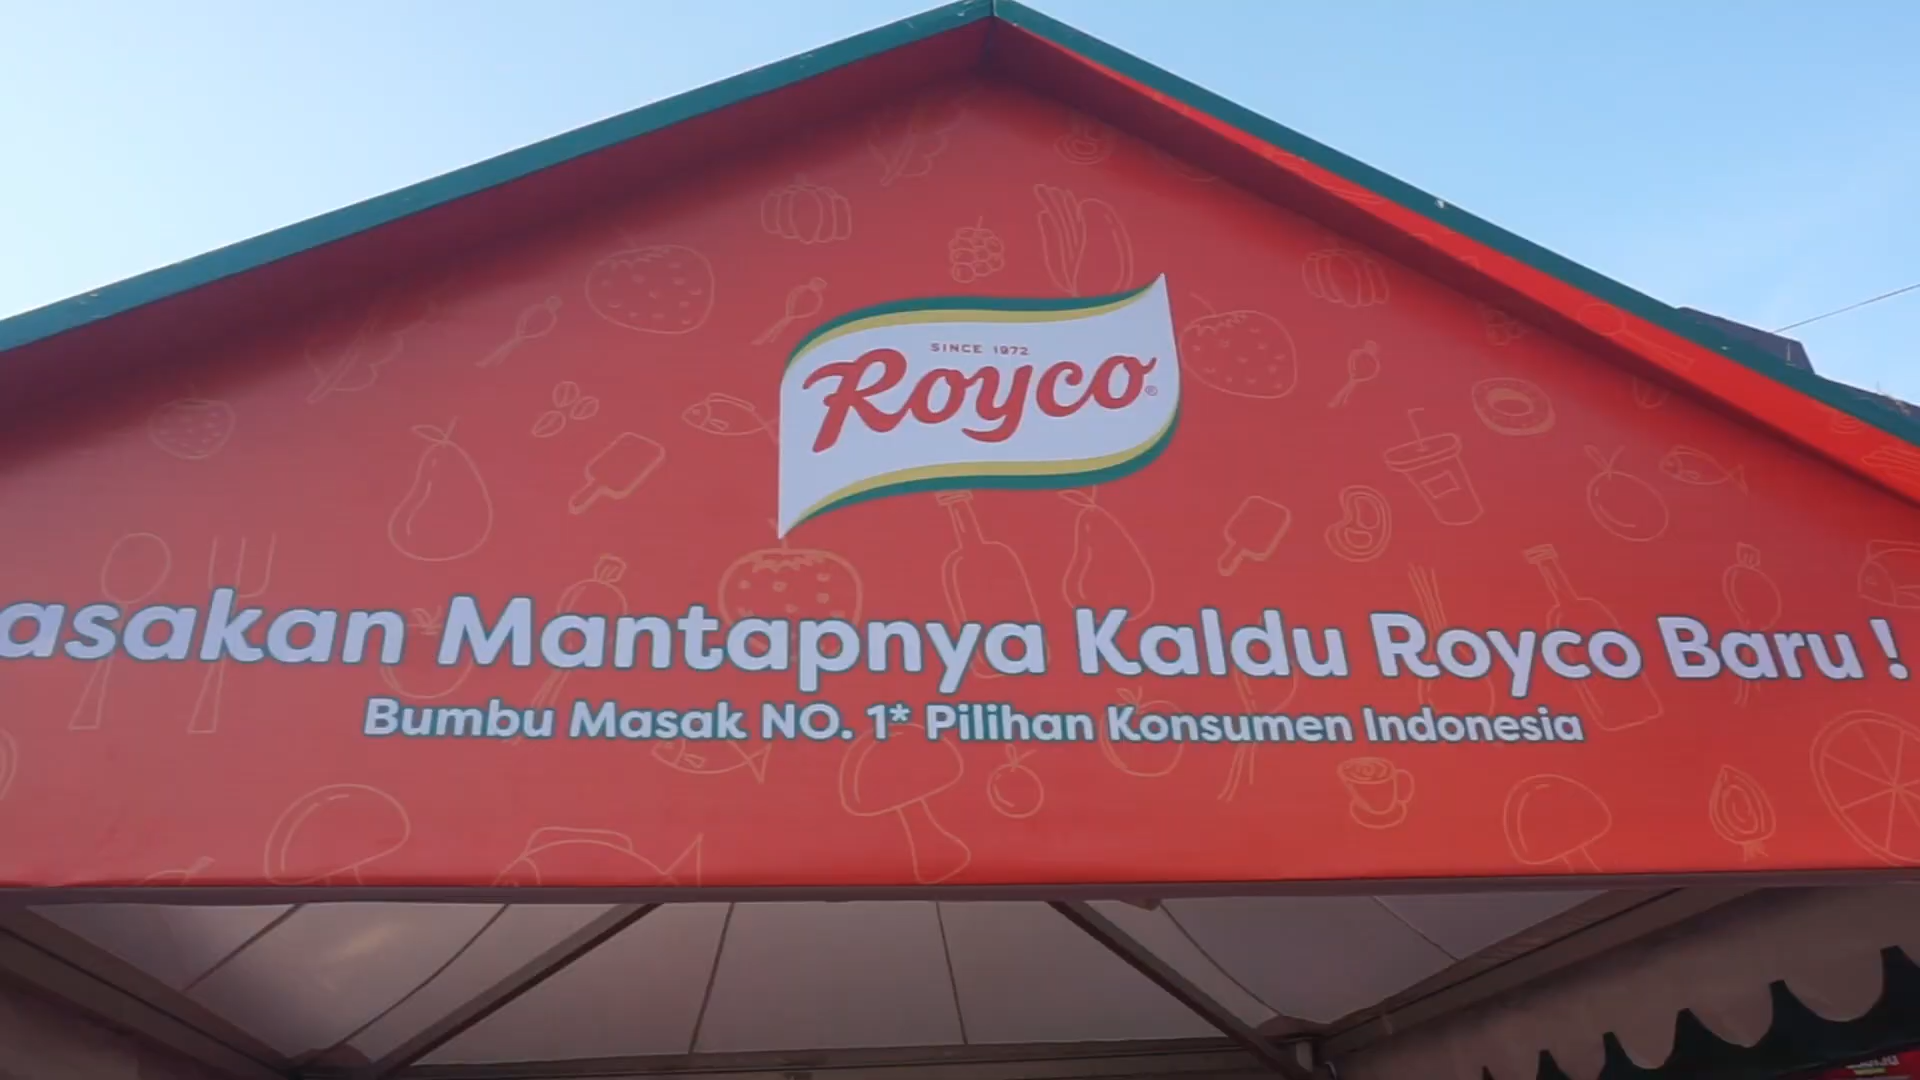 SINCE 1972
Royco
asakan Mantapnya Kaldu Royco Baru !
Bumbu Masak NO. 1* Pilihan Konsumen Indonesia